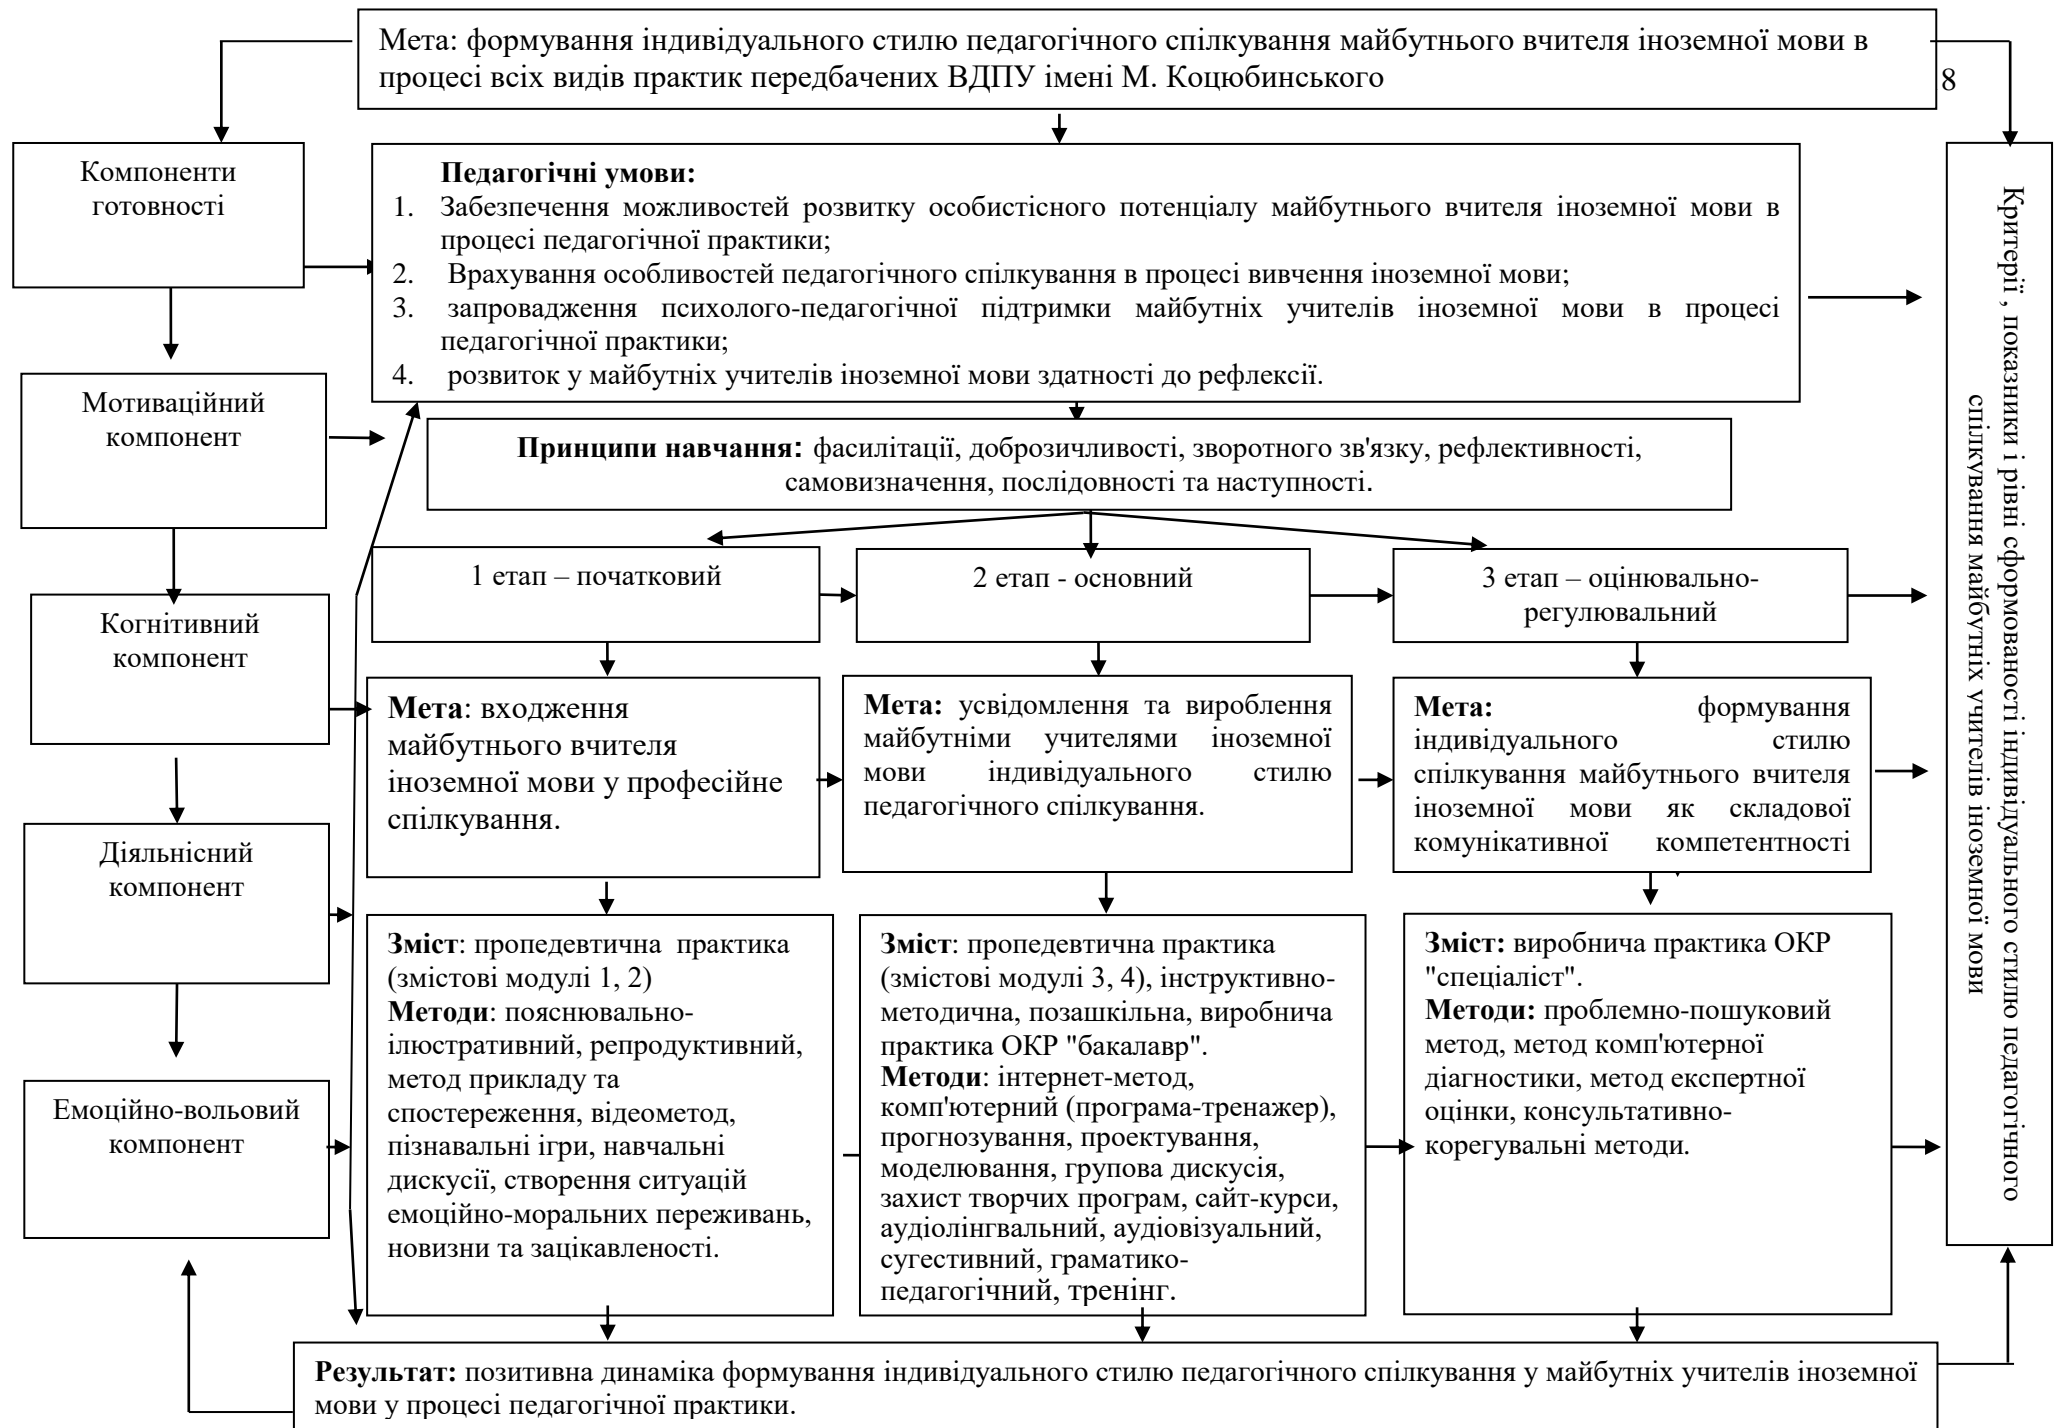 Мета: формування індивідуального стилю педагогічного спілкування майбутнього вчителя іноземної мови в
процесі всіх видів практик передбачених ВДПУ імені М. Коцюбинського
8
Компоненти
готовності
Мотиваційний
компонент
Когнітивний
компонент
Діяльнісний
компонент
Емоційно-вольовий
компонент
Педагогічні умови:
1. Забезпечення можливостей розвитку особистісного потенціалу майбутнього вчителя іноземної мови в
процесі педагогічної практики;
2. Врахування особливостей педагогічного спілкування в процесі вивчення іноземної мови;
3. запровадження психолого-педагогічної підтримки майбутніх учителів іноземної мови в процесі
педагогічної практики;
4. розвиток у майбутніх учителів іноземної мови здатності до рефлексії.
Принципи навчання: фасилітації, доброзичливості, зворотного зв'язку, рефлективності,
самовизначення, послідовності та наступності.
1 етап – початковий
2 етап - основний
3 етап – оцінювально-
регулювальний
Мета: входження
майбутнього вчителя
іноземної мови у професійне
спілкування.
Мета: усвідомлення та вироблення
майбутніми учителями іноземної
мови індивідуального стилю
педагогічного спілкування.
Мета: формування
індивідуального стилю
спілкування майбутнього вчителя
іноземної мови як складової
комунікативної компетентності
Зміст: пропедевтична практика
(змістові модулі 1, 2)
Методи: пояснювально-
ілюстративний, репродуктивний,
метод прикладу та
спостереження, відеометод,
пізнавальні ігри, навчальні
дискусії, створення ситуацій
емоційно-моральних переживань,
новизни та зацікавленості.
Зміст: пропедевтична практика
(змістові модулі 3, 4), інструктивно-
методична, позашкільна, виробнича
практика ОКР "бакалавр".
Методи: інтернет-метод,
комп'ютерний (програма-тренажер),
прогнозування, проектування,
моделювання, групова дискусія,
захист творчих програм, сайт-курси,
аудіолінгвальний, аудіовізуальний,
сугестивний, граматико-
педагогічний, тренінг.
Зміст: виробнича практика ОКР
"спеціаліст".
Методи: проблемно-пошуковий
метод, метод комп'ютерної
діагностики, метод експертної
оцінки, консультативно-
корегувальні методи.
Критерії , показники і рівні сформованості індивідуального стилю педагогічного
спілкування майбутніх учителів іноземної мови
Результат: позитивна динаміка формування індивідуального стилю педагогічного спілкування у майбутніх учителів іноземної
мови у процесі педагогічної практики.